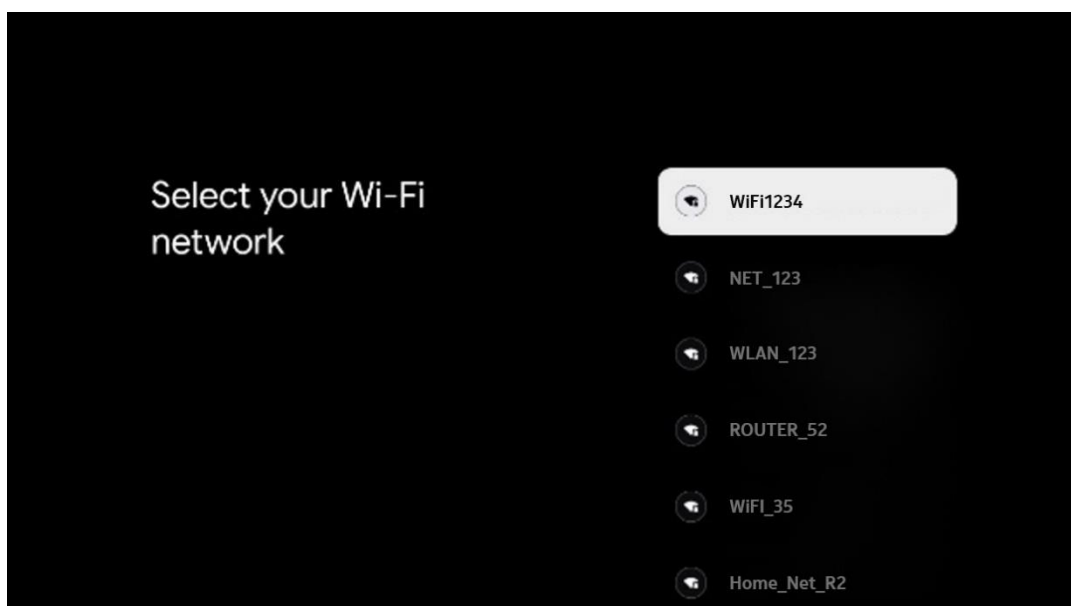 Select your Wi-Fi
network
WiFi1234
NET_123
WLAN_123
ROUTER_52
WiFI_35
Home_Net_R2